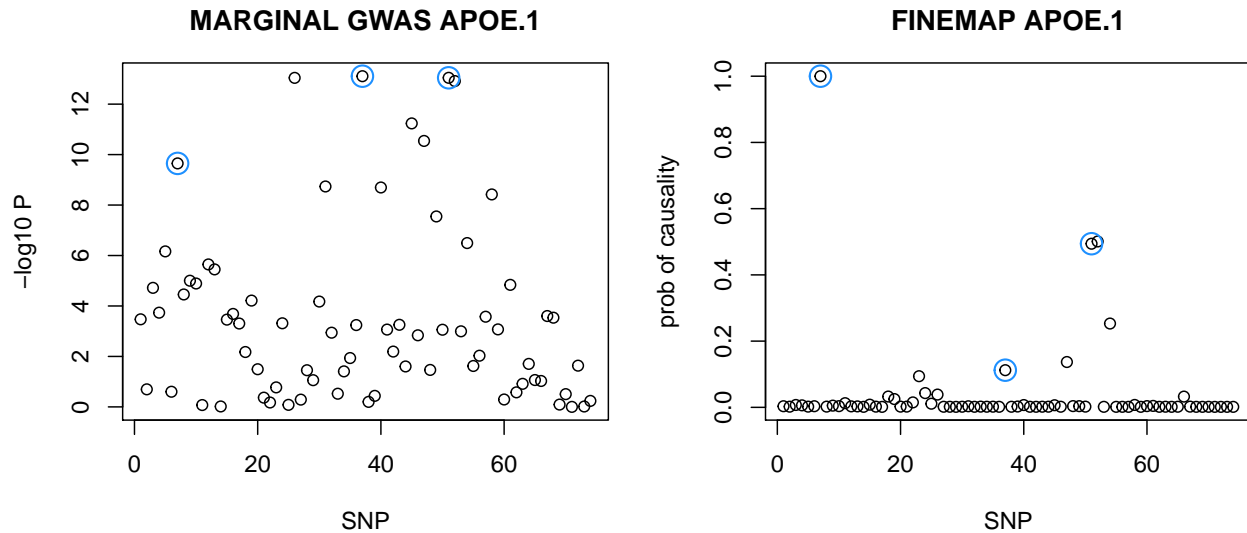 MARGINAL GWAS APOE.1
−log10 P
12
10
8
6
4
2
0
0 20 40 60
SNP
FINEMAP APOE.1
prob of causality
1.0
0.8
0.6
0.4
0.2
0.0
0 20 40 60
SNP